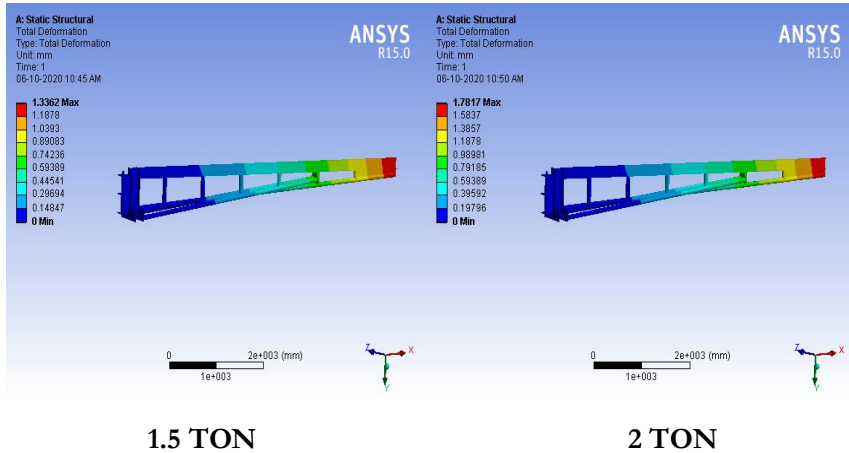 A: Static Structural
Total Deformation
Type: Total Deformation
Unit: mm
Time: 1
06-10-2020 10:45 AM
ANSYS
R15.0
1.3362 Max
1.1878
1.0393
0.89083
0.74236
0.59389
0.44541
0.29694
0.14847
0 Min
0
2e+003 (mm)
1e+003
Z
X
Y
1.5 TON
A: Static Structural
Total Deformation
Type: Total Deformation
Unit: mm
Time: 1
06-10-2020 10:50 AM
ANSYS
R15.0
1.7817 Max
1.5837
1.3857
1.1878
0.98981
0.79185
0.59389
0.39592
0.19796
0 Min
0
2e+003 (mm)
1e+003
Z
X
Y
2 TON